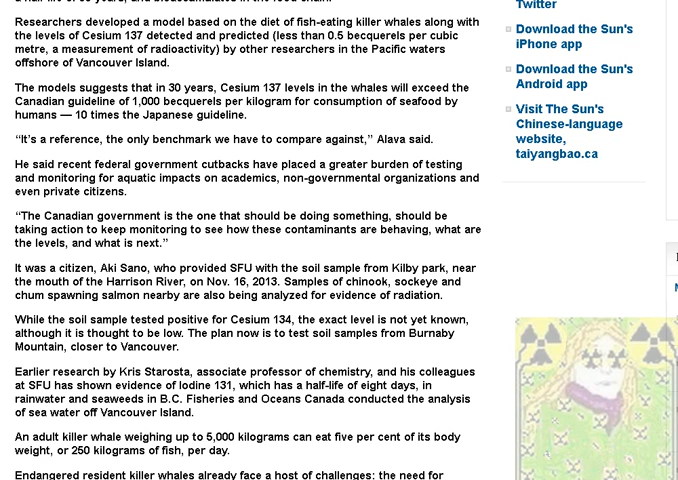 Researchers developed a model based on the diet of fish-eating killer whales along with
the levels of Cesium 137 detected and predicted (less than 0.5 becquerels per cubic
metre, a measurement of radioactivity) by other researchers in the Pacific waters
offshore of Vancouver Island.
The models suggests that in 30 years, Cesium 137 levels in the whales will exceed the
Canadian guideline of 1,000 becquerels per kilogram for consumption of seafood by
humans — 10 times the Japanese guideline.
“It’s a reference, the only benchmark we have to compare against,” Alava said.
He said recent federal government cutbacks have placed a greater burden of testing
and monitoring for aquatic impacts on academics, non-governmental organizations and
even private citizens.
“The Canadian government is the one that should be doing something, should be
taking action to keep monitoring to see how these contaminants are behaving, what are
the levels, and what is next.”
It was a citizen, Aki Sano, who provided SFU with the soil sample from Kilby park, near
the mouth of the Harrison River, on Nov. 16, 2013. Samples of chinook, sockeye and
chum spawning salmon nearby are also being analyzed for evidence of radiation.
While the soil sample tested positive for Cesium 134, the exact level is not yet known,
although it is thought to be low. The plan now is to test soil samples from Burnaby
Mountain, closer to Vancouver.
Earlier research by Kris Starosta, associate professor of chemistry, and his colleagues
at SFU has shown evidence of Iodine 131, which has a half-life of eight days, in
rainwater and seaweeds in B.C. Fisheries and Oceans Canada conducted the analysis
of sea water off Vancouver Island.
An adult killer whale weighing up to 5,000 kilograms can eat five per cent of its body
weight, or 250 kilograms of fish, per day.
Endangered resident killer whales already face a host of challenges: the need for
Twitter
Download the Sun's
iPhone app
Download the Sun's
Android app
Visit The Sun's
Chinese-language
website,
taiyangbao.ca